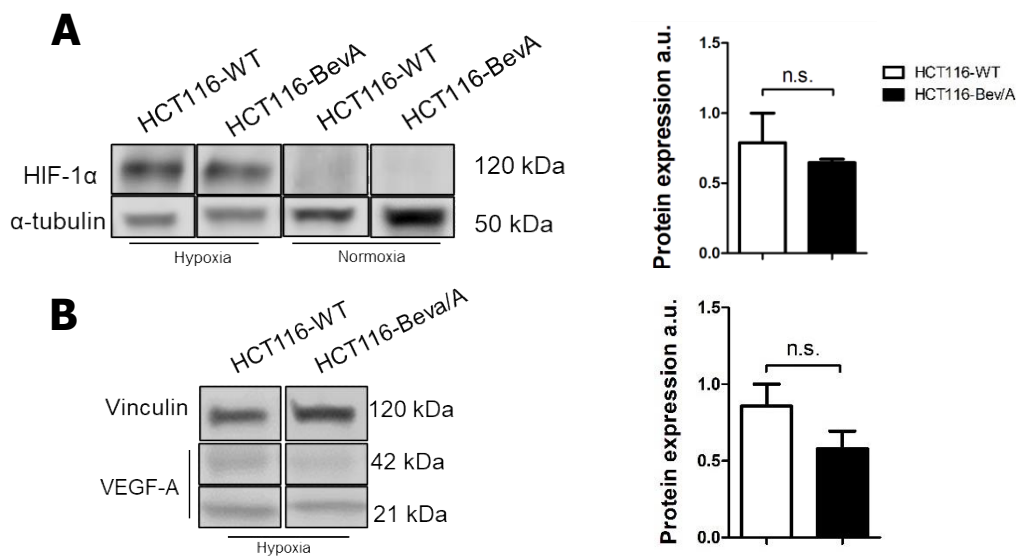 A
HCT116-WT
HCT116-BevA
HCT116-WT
HCT116-BevA
HIF-1α
120 kDa
α-tubulin
50 kDa
Hypoxia
Normoxia
Protein expression a.u.
1.5
1.0
0.5
0.0
n.s.
HCT116-WT
HCT116-Bev/A
B
HCT116-WT
HCT116-Beva/A
Vinculin
120 kDa
VEGF-A
42 kDa
21 kDa
Hypoxia
Protein expression a.u.
1.5
1.0
0.5
0.0
n.s.